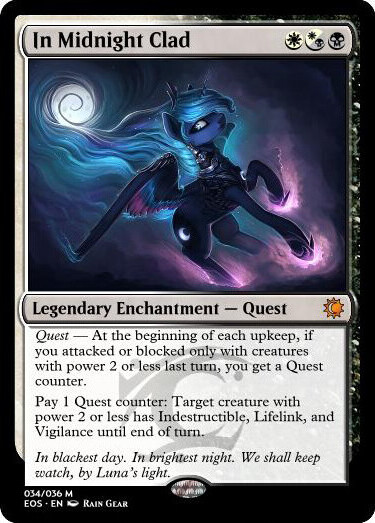 In Midnight Clad
Legendary Enchantment — Quest
Quest — At the beginning of each upkeep, if
you attacked or blocked only with creatures
with power 2 or less last turn, you get a Quest
counter.
Pay 1 Quest counter: Target creature with
power 2 or less has Indestructible, Lifelink, and
Vigilance until end of turn.
In blackest day. In brightest night. We shall keep
watch, by Luna's light.
034/036 M
EOS • EN Rain Gear